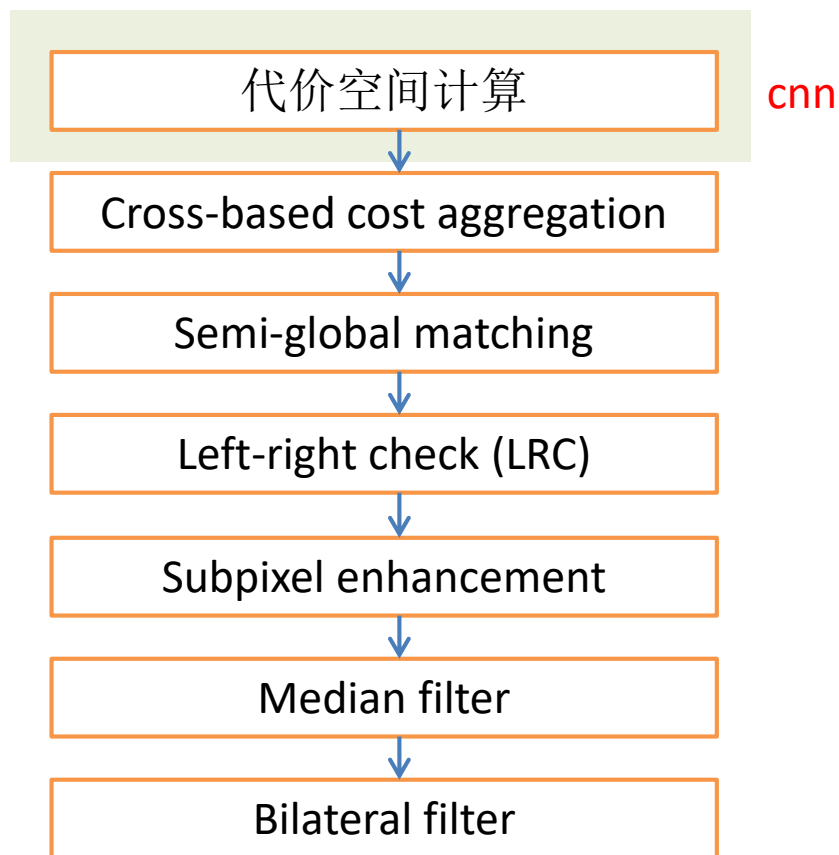 代价空间计算
cnn
Cross-based cost aggregation
Semi-global matching
Left-right check (LRC)
Subpixel enhancement
Median filter
Bilateral filter